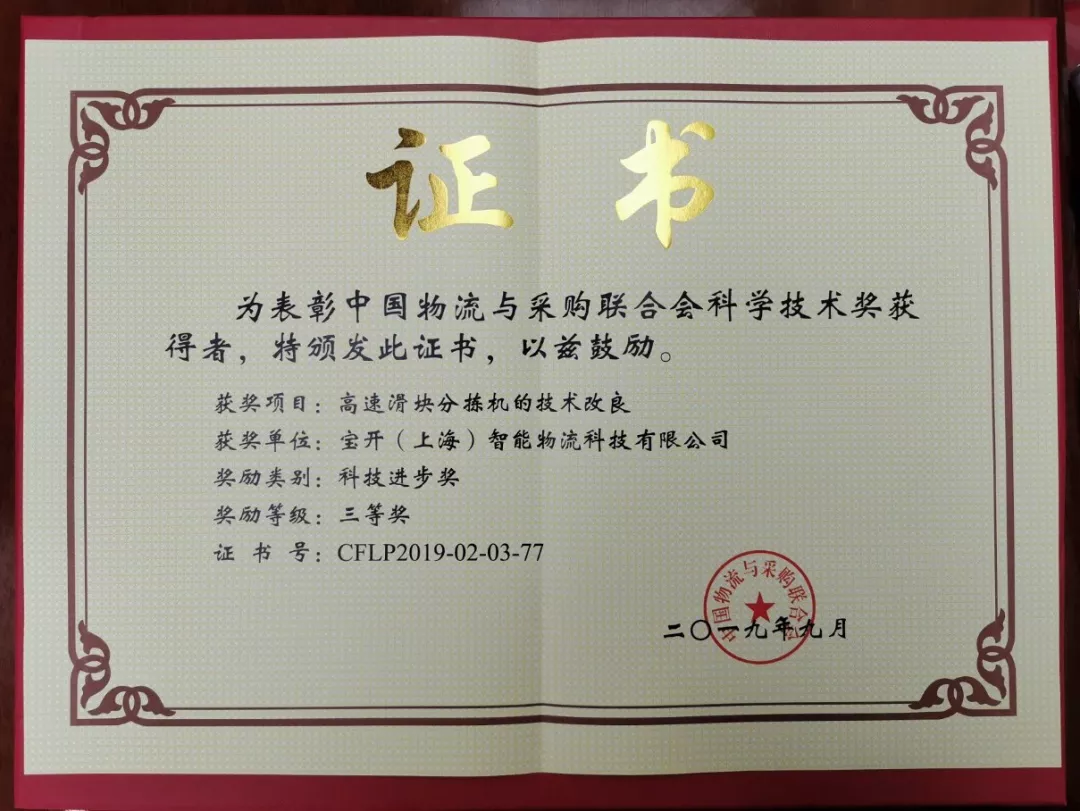 证书
为表彰中国物流与采购联合会科学技术奖获
得者，特颁发此证书，以兹鼓励。
获奖项目：高速滑块分拣机的技术改良
获奖单位：宝开（上海）智能物流科技有限公司
奖励类别：科技进步奖
奖励等级：三等奖
证书号：CFLP2019-02-03-77
中国物流与采购联合会
二〇一九年九月